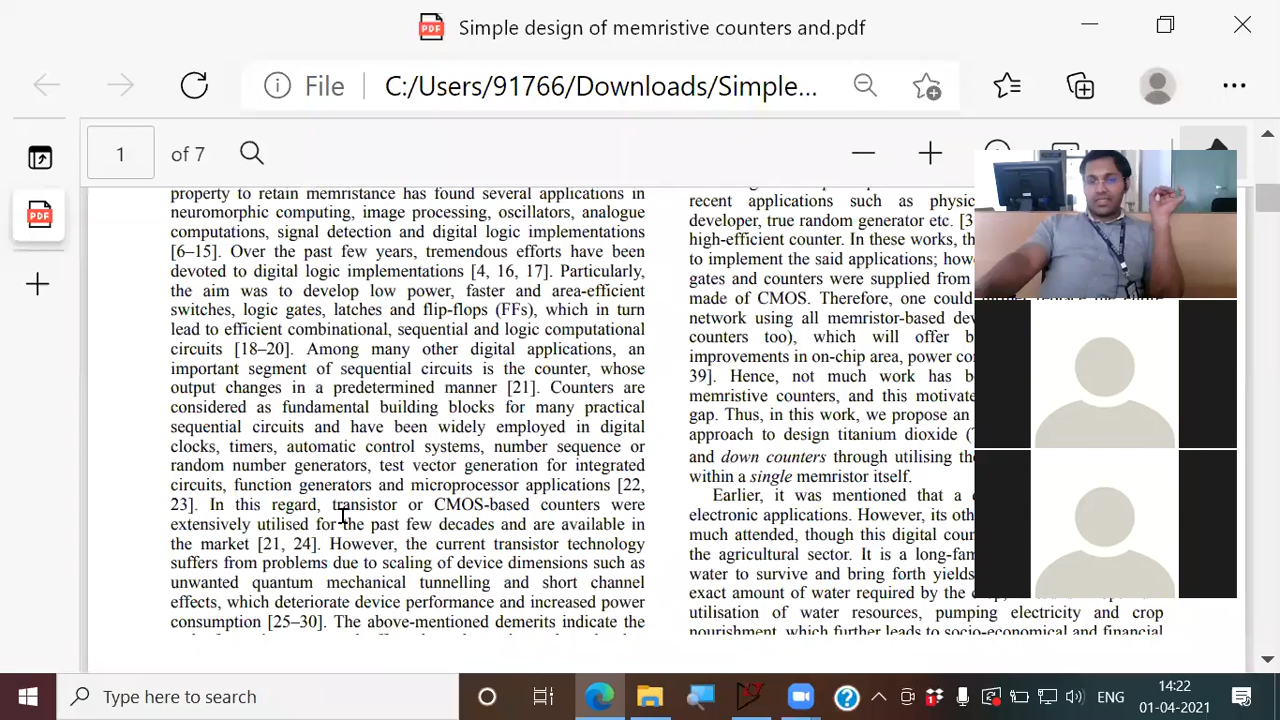 Simple design of memristive counters and.pdf
File
C:/Users/91766/Downloads/Simple...
1
of 7
property to retain memristance has found several applications in
neuromorphic computing, image processing, oscillators, analogue
computations, signal detection and digital logic implementations
[6–15]. Over the past few years, tremendous efforts have been
devoted to digital logic implementations [4, 16, 17]. Particularly,
the aim was to develop low power, faster and area-efficient
switches, logic gates, latches and flip-flops (FFs), which in turn
lead to efficient combinational, sequential and logic computational
circuits [18–20]. Among many other digital applications, an
important segment of sequential circuits is the counter, whose
output changes in a predetermined manner [21]. Counters are
considered as fundamental building blocks for many practical
sequential circuits and have been widely employed in digital
clocks, timers, automatic control systems, number sequence or
random number generators, test vector generation for integrated
circuits, function generators and microprocessor applications [22,
23]. In this regard, transistor or CMOS-based counters were
extensively utilised for the past few decades and are available in
the market [21, 24]. However, the current transistor technology
suffers from problems due to scaling of device dimensions such as
unwanted quantum mechanical tunnelling and short channel
effects, which deteriorate device performance and increased power
consumption [25–30]. The above-mentioned demerits indicate the
recent applications such as physic
developer, true random generator etc. [3
high-efficient counter. In these works, th
to implement the said applications; how
gates and counters were supplied from
made of CMOS. Therefore, one could
network using all memristor-based dev
counters too), which will offer b
improvements in on-chip area, power con
39]. Hence, not much work has be
memristive counters, and this motivate
gap. Thus, in this work, we propose an
approach to design titanium dioxide (
and down counters through utilising the
within a single memristor itself.
Earlier, it was mentioned that a
electronic applications. However, its oth
much attended, though this digital coun
the agricultural sector. It is a long-fam
water to survive and bring forth yields
exact amount of water required by the
utilisation of water resources, pumping electricity and crop
nourishment, which further leads to socio-economical and financial
Type here to search
ENG
14:22
01-04-2021